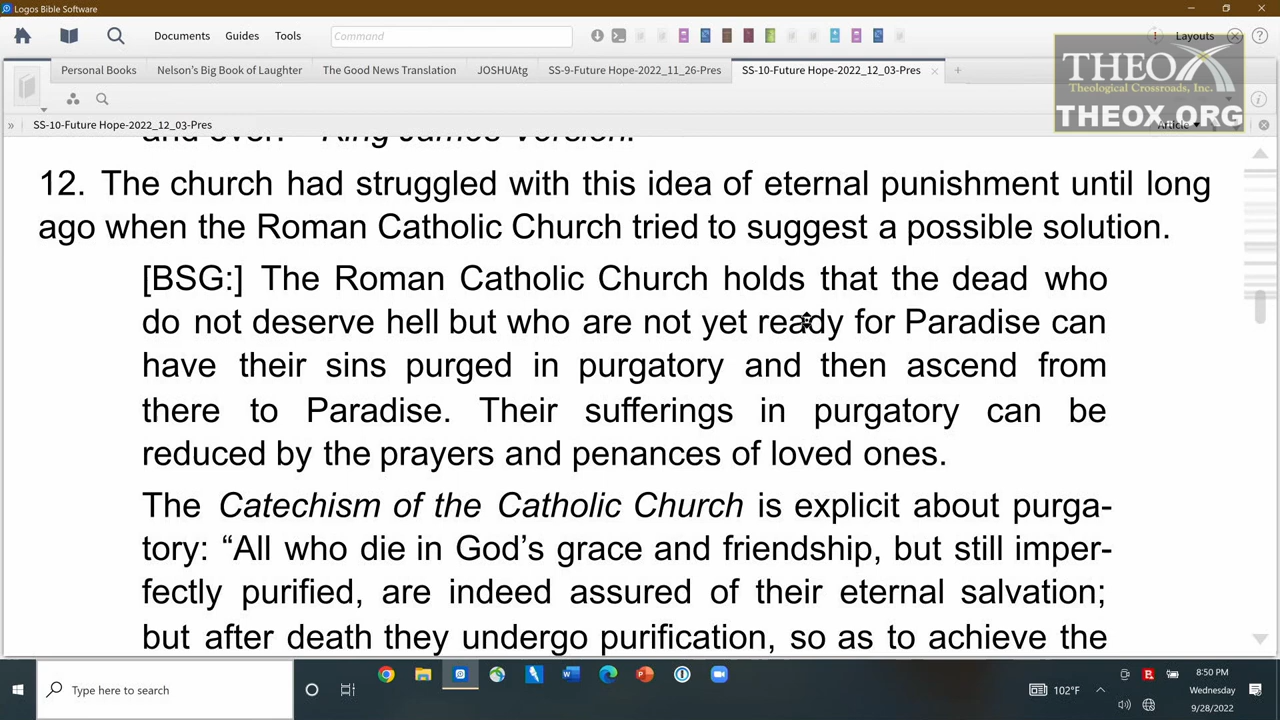 Logos Bible Software
Documents Guides Tools Command Layouts
Personal Books Nelson's Big Book of Laughter The Good News Translation JOSHUAtg SS-9-Future Hope-2022_11_26-Pres SS-10-Future Hope-2022_12_03-Pres
THEOX
Theological Crossroads, Inc.
THEOX.ORG
SS-10-Future Hope-2022_12_03-Pres Article
and ever." King James Version.
12. The church had struggled with this idea of eternal punishment until long
ago when the Roman Catholic Church tried to suggest a possible solution.
[BSG:] The Roman Catholic Church holds that the dead who
do not deserve hell but who are not yet ready for Paradise can
have their sins purged in purgatory and then ascend from
there to Paradise. Their sufferings in purgatory can be
reduced by the prayers and penances of loved ones.
The Catechism of the Catholic Church is explicit about purga-
tory: “All who die in God’s grace and friendship, but still imper-
fectly purified, are indeed assured of their eternal salvation;
but after death they undergo purification, so as to achieve the
Type here to search
102°F
8:50 PM
Wednesday
9/28/2022